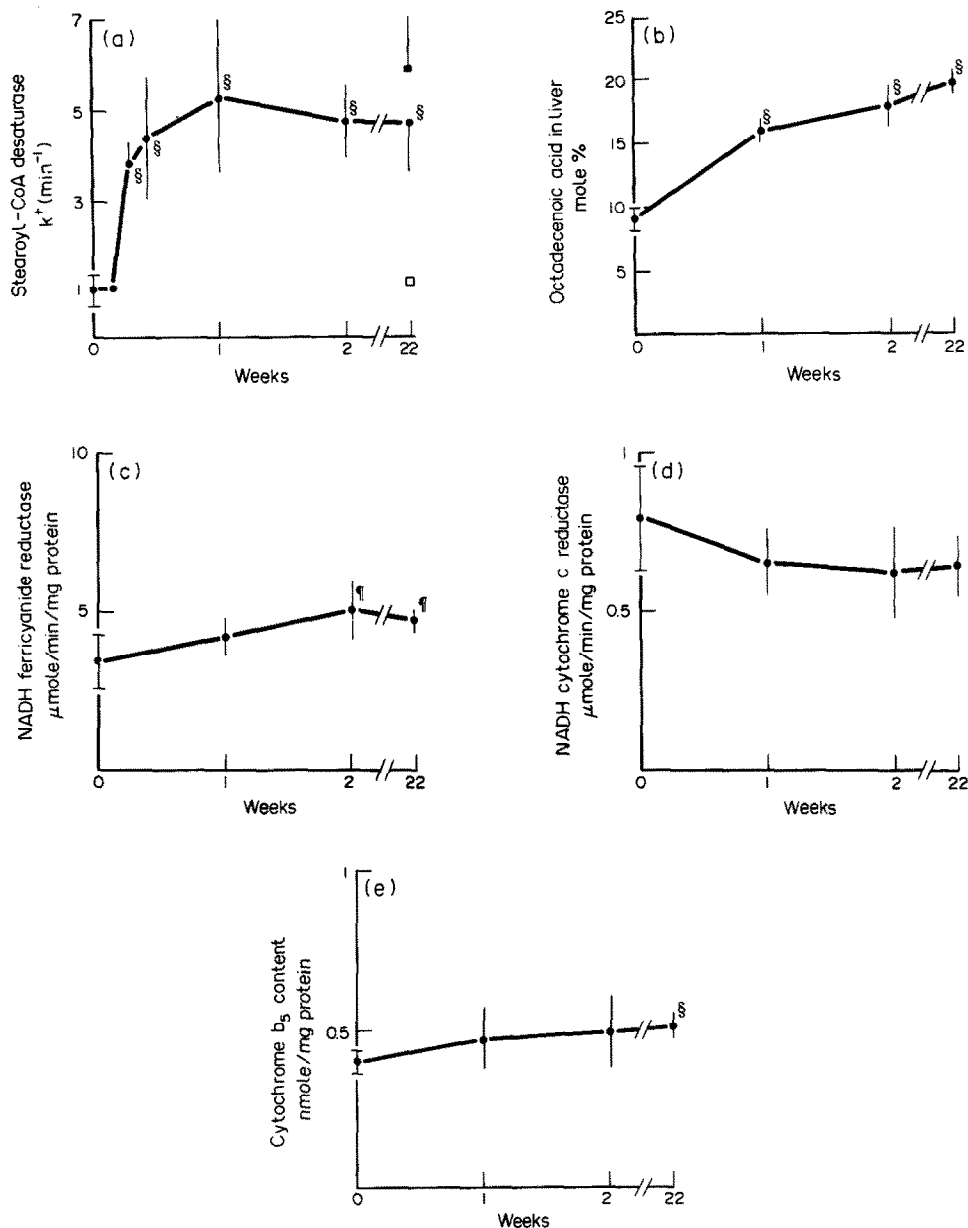 (a)
Stearoyl-CoA desaturase
k⁺ (min⁻¹)
7
5
3
1
§
§
§
§
§
0
1
2
22
Weeks
(b)
Octadecenoic acid in liver
mole %
25
20
15
10
5
§
§
§
0
1
2
22
Weeks
(c)
NADH ferricyanide reductase
μmole/min/mg protein
10
5
¶
¶
0
1
2
22
Weeks
(d)
NADH cytochrome c reductase
μmole/min/mg protein
1
0.5
0
1
2
22
Weeks
(e)
Cytochrome b₅ content
nmole/mg protein
1
0.5
§
0
1
2
22
Weeks